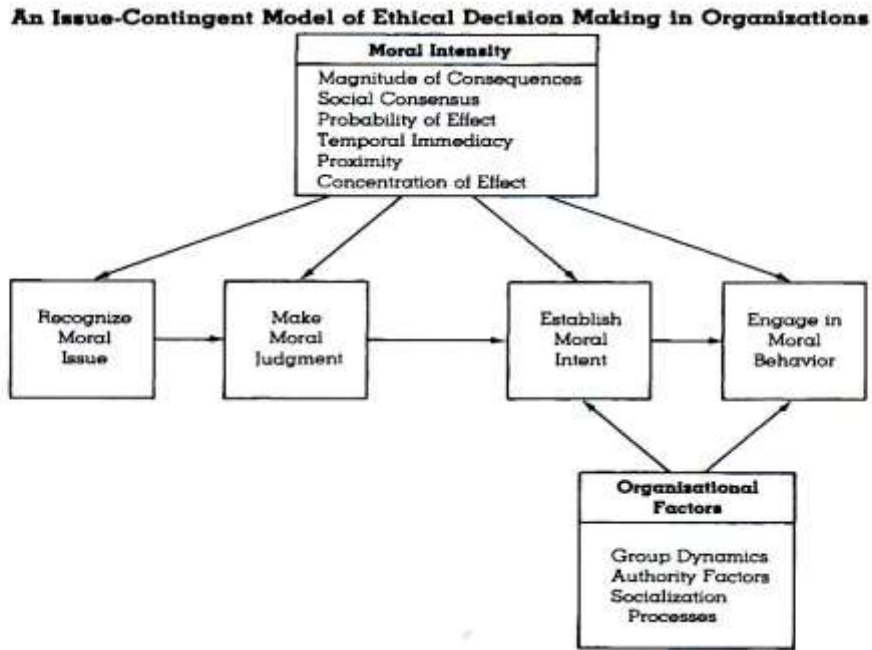 An Issue-Contingent Model of Ethical Decision Making in Organizations
Moral Intensity
Magnitude of Consequences
Social Consensus
Probability of Effect
Temporal Immediacy
Proximity
Concentration of Effect
Recognize
Moral
Issue
Make
Moral
Judgment
Establish
Moral
Intent
Engage in
Moral
Behavior
Organizational
Factors
Group Dynamics
Authority Factors
Socialization
Processes